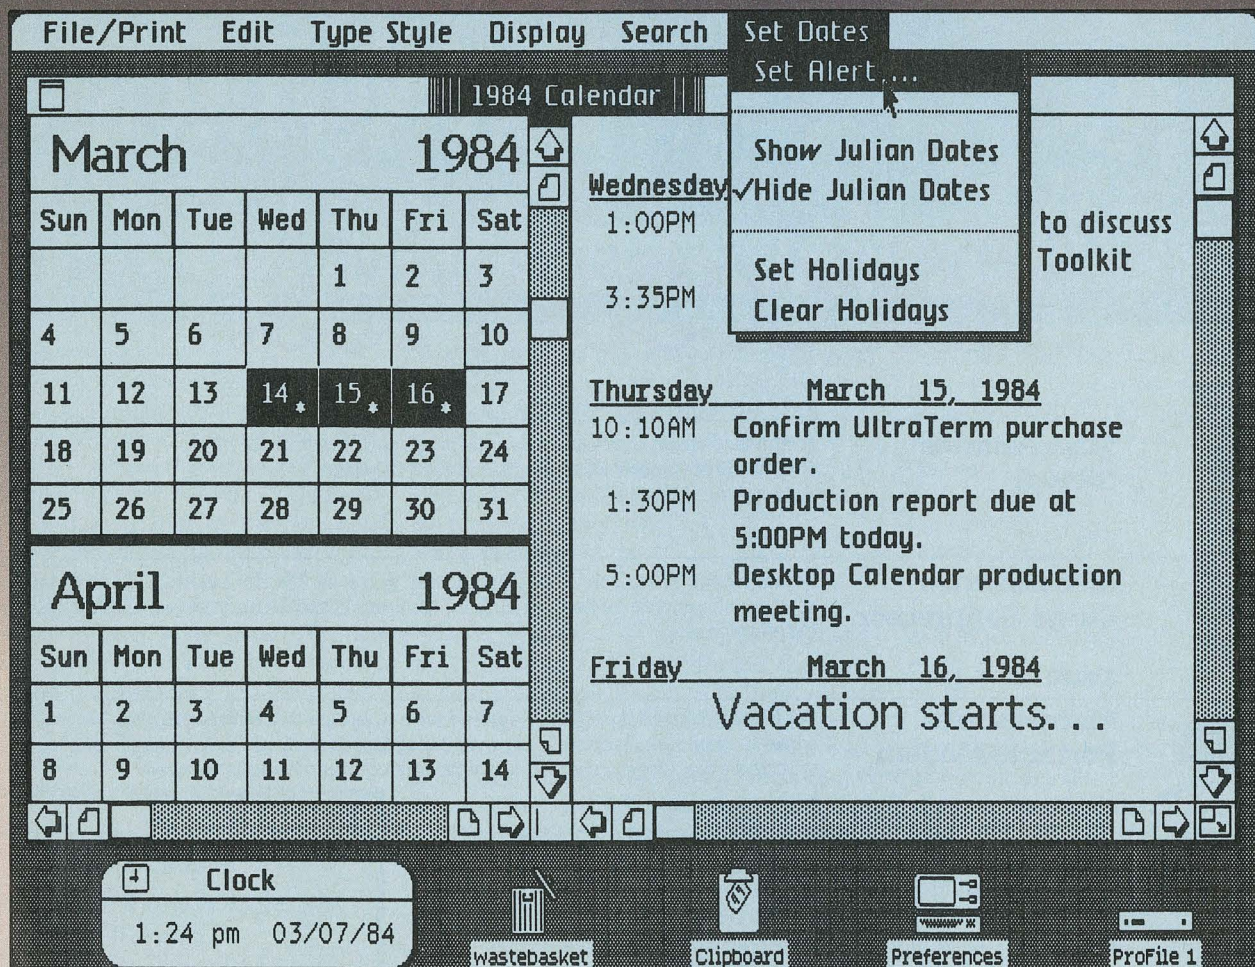 File/Print Edit Type Style Display Search Set Dates
Set Alert....
Show Julian Dates
✓Hide Julian Dates
Set Holidays
Clear Holidays
1984 Calendar
March 1984
Sun Mon Tue Wed Thu Fri Sat
1 2 3
4 5 6 7 8 9 10
11 12 13 14* 15* 16* 17
18 19 20 21 22 23 24
25 26 27 28 29 30 31
April 1984
Sun Mon Tue Wed Thu Fri Sat
1 2 3 4 5 6 7
8 9 10 11 12 13 14
Wednesday
1:00PM to discuss
Toolkit
3:35PM
Thursday March 15, 1984
10:10AM Confirm UltraTerm purchase
order.
1:30PM Production report due at
5:00PM today.
5:00PM Desktop Calendar production
meeting.
Friday March 16, 1984
Vacation starts...
Clock
1:24 pm 03/07/84
Wastebasket
Clipboard
Preferences
ProFile 1